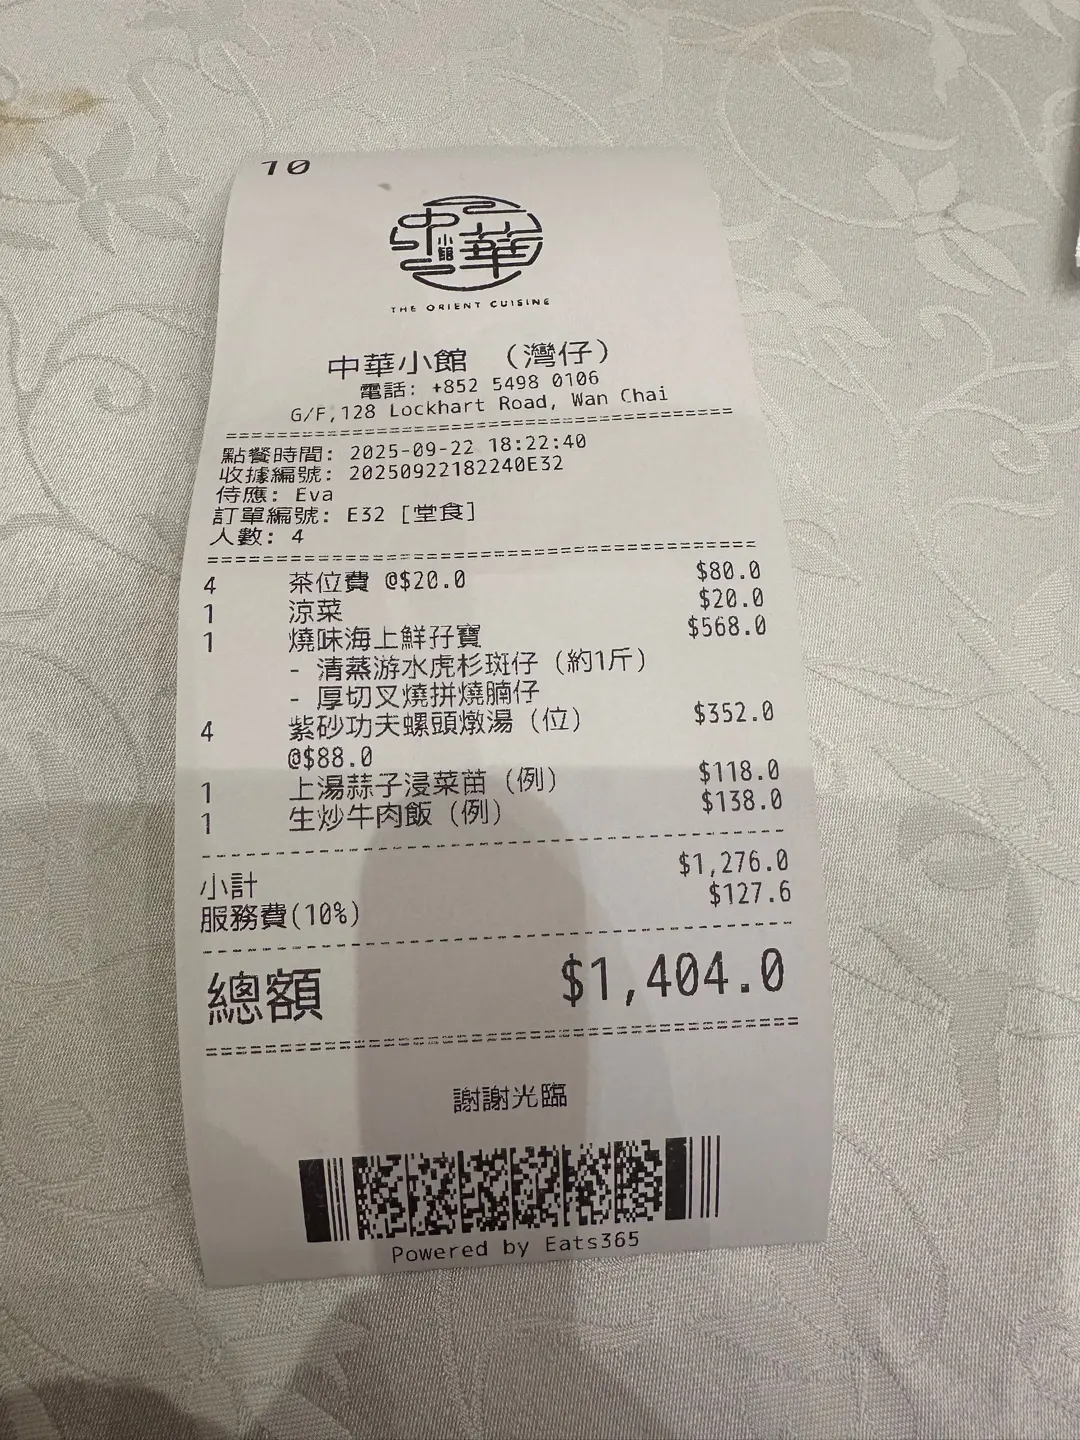 10
中華
小館
THE ORIENT CUISINE
中華小館 （灣仔）
電話: +852 5498 0106
G/F,128 Lockhart Road, Wan Chai
點餐時間: 2025-09-22 18:22:40
收據編號: 20250922182240E32
侍應: Eva
訂單編號: E32 [堂食]
人數: 4
4 茶位費 @$20.0 $80.0
1 涼菜 $20.0
1 燒味海上鮮孖寶 $568.0
- 清蒸游水虎杉斑仔（約1斤）
- 厚切叉燒拼燒腩仔
4 紫砂功夫螺頭燉湯（位） $352.0
@$88.0
1 上湯蒜子浸菜苗（例） $118.0
1 生炒牛肉飯（例） $138.0
小計 $1,276.0
服務費(10%) $127.6
總額 $1,404.0
謝謝光臨
Powered by Eats365